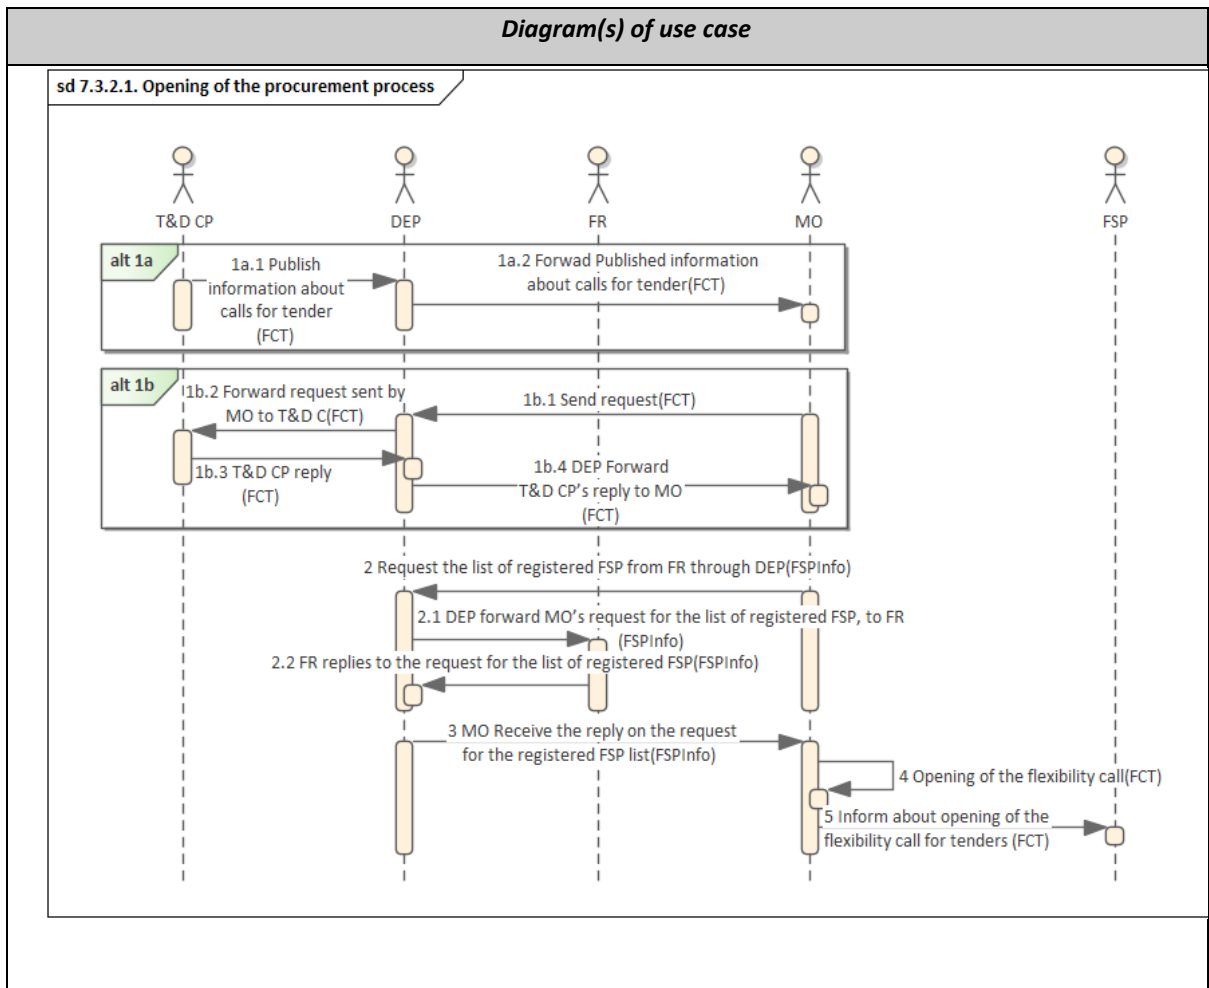 Diagram(s) of use case
sd 7.3.2.1. Opening of the procurement process
T&D CP
DEP
FR
MO
FSP
alt 1a
1a.1 Publish
information about
calls for tender
(FCT)
1a.2 Forwad Published information
about calls for tender(FCT)
alt 1b
1b.2 Forward request sent by
MO to T&D C(FCT)
1b.1 Send request(FCT)
1b.3 T&D CP reply
(FCT)
1b.4 DEP Forward
T&D CP's reply to MO
(FCT)
2 Request the list of registered FSP from FR through DEP(FSPInfo)
2.1 DEP forward MO's request for the list of registered FSP, to FR
(FSPInfo)
2.2 FR replies to the request for the list of registered FSP(FSPInfo)
3 MO Receive the reply on the request
for the registered FSP list(FSPInfo)
4 Opening of the flexibility call(FCT)
5 Inform about opening of the
flexibility call for tenders (FCT)